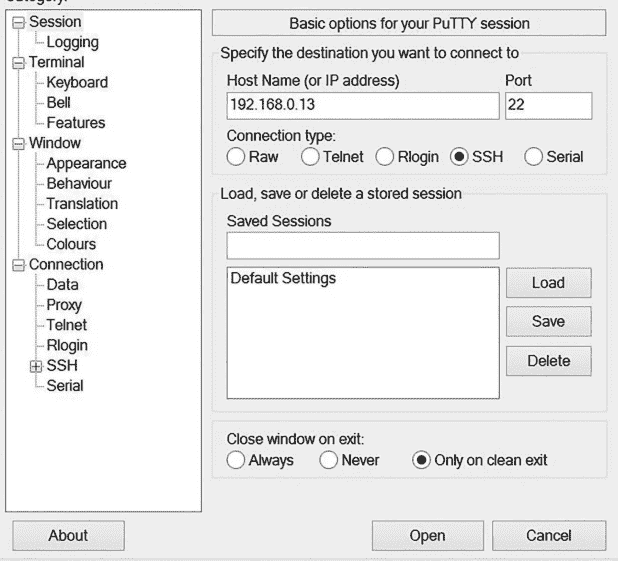 Category:
Session
Logging
Terminal
Keyboard
Bell
Features
Window
Appearance
Behaviour
Translation
Selection
Colours
Connection
Data
Proxy
Telnet
Rlogin
SSH
Serial
Basic options for your PuTTY session
Specify the destination you want to connect to
Host Name (or IP address) Port
192.168.0.13 22
Connection type:
Raw Telnet Rlogin SSH Serial
Load, save or delete a stored session
Saved Sessions
Default Settings
Load
Save
Delete
Close window on exit:
Always Never Only on clean exit
About Open Cancel